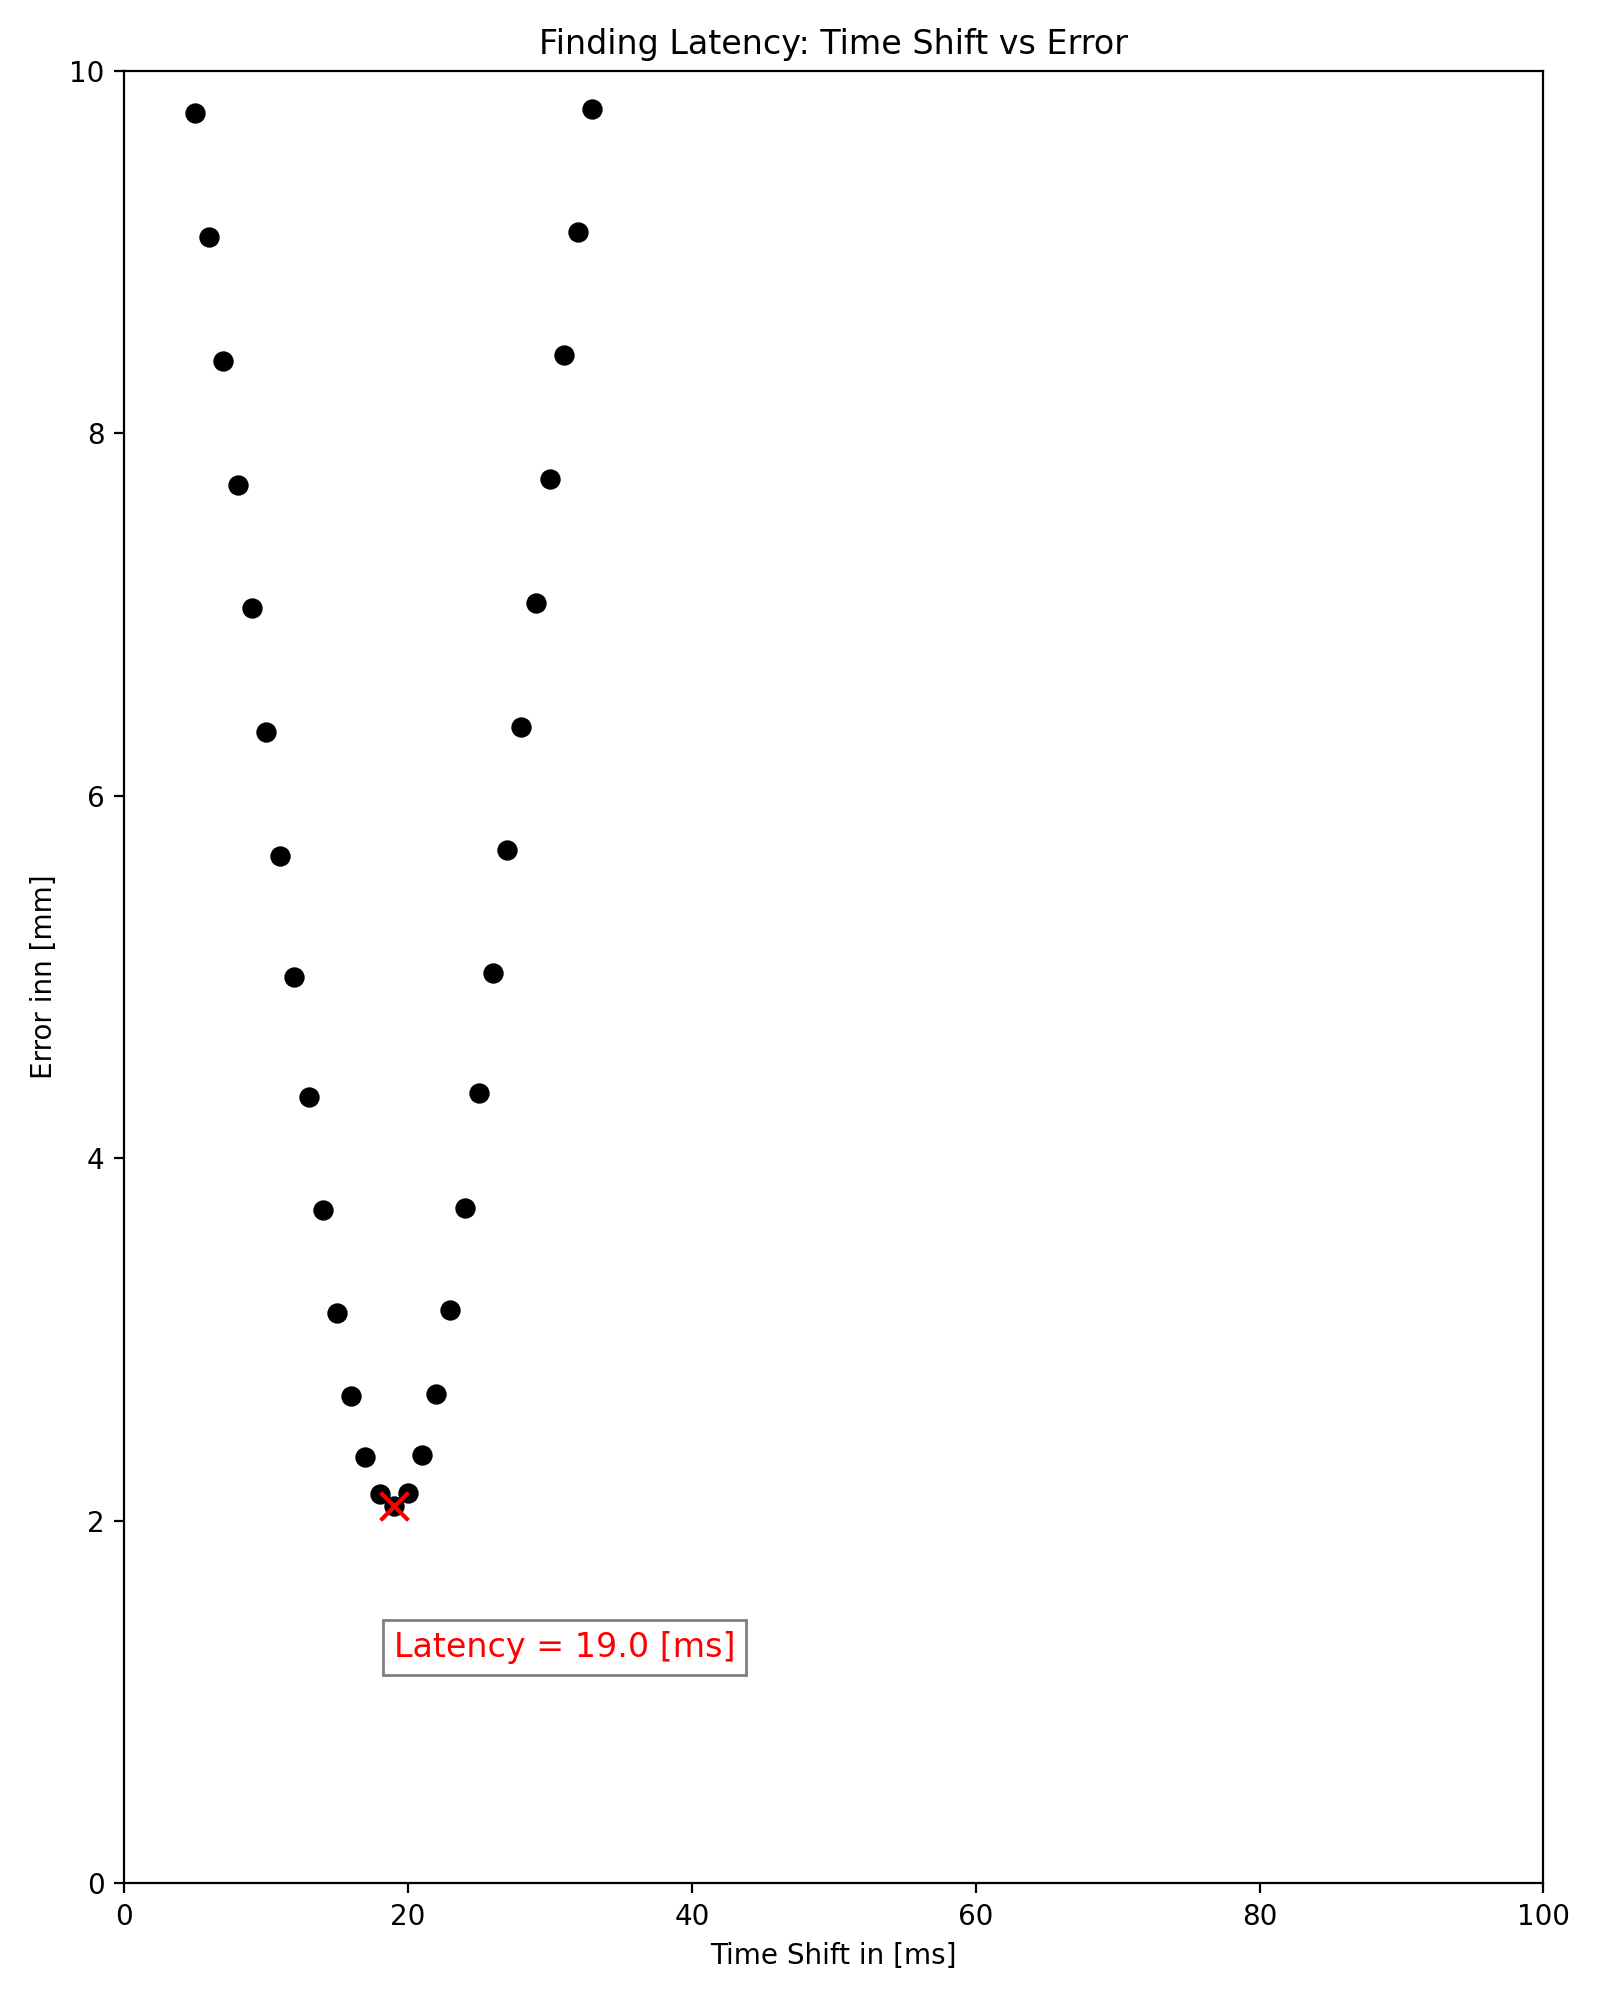 Finding Latency: Time Shift vs Error
10
8
6
4
2
0
Error inn [mm]
Latency = 19.0 [ms]
0 20 40 60 80 100
Time Shift in [ms]